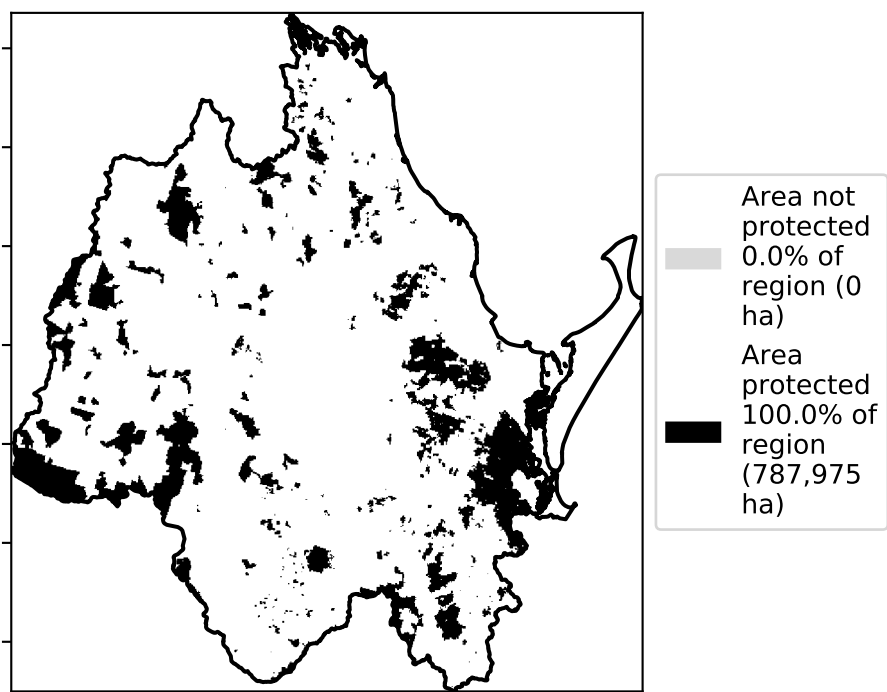 Area not
protected
0.0% of
region (0
ha)
Area
protected
100.0% of
region
(787,975
ha)